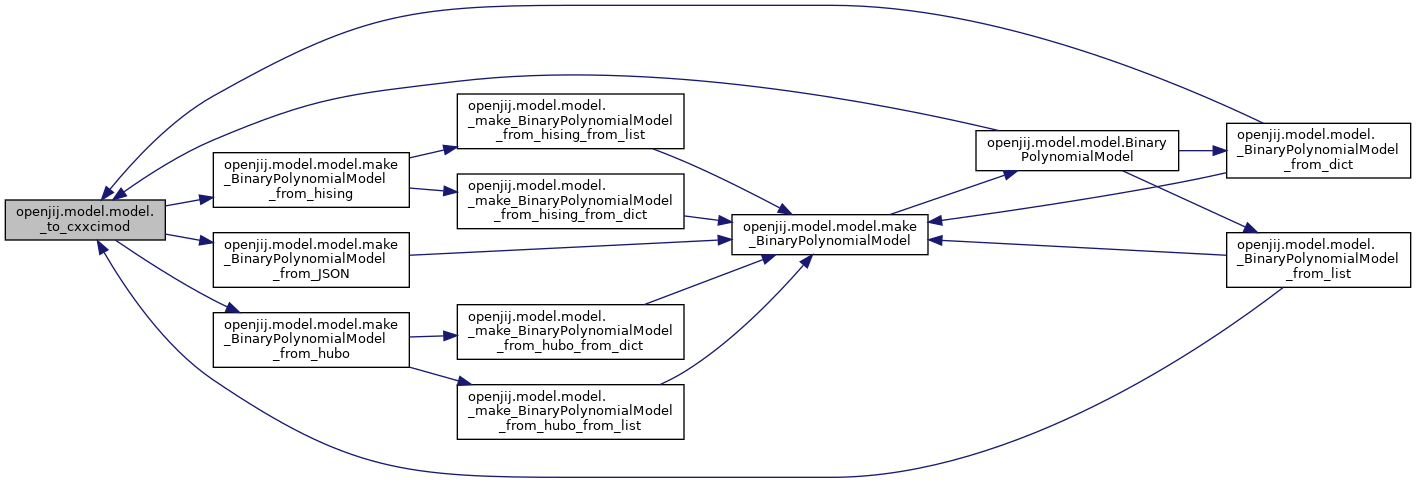 openjij.model.model.
_to_cxxcimod
openjij.model.model.make
_BinaryPolynomialModel
_from_hising
openjij.model.model.make
_BinaryPolynomialModel
_from_JSON
openjij.model.model.make
_BinaryPolynomialModel
_from_hubo
openjij.model.model.
_make_BinaryPolynomialModel
_from_hising_from_list
openjij.model.model.
_make_BinaryPolynomialModel
_from_hising_from_dict
openjij.model.model.
_make_BinaryPolynomialModel
_from_hubo_from_dict
openjij.model.model.
_make_BinaryPolynomialModel
_from_hubo_from_list
openjij.model.model.make
_BinaryPolynomialModel
openjij.model.model.Binary
PolynomialModel
openjij.model.model.
_BinaryPolynomialModel
_from_dict
openjij.model.model.
_BinaryPolynomialModel
_from_list